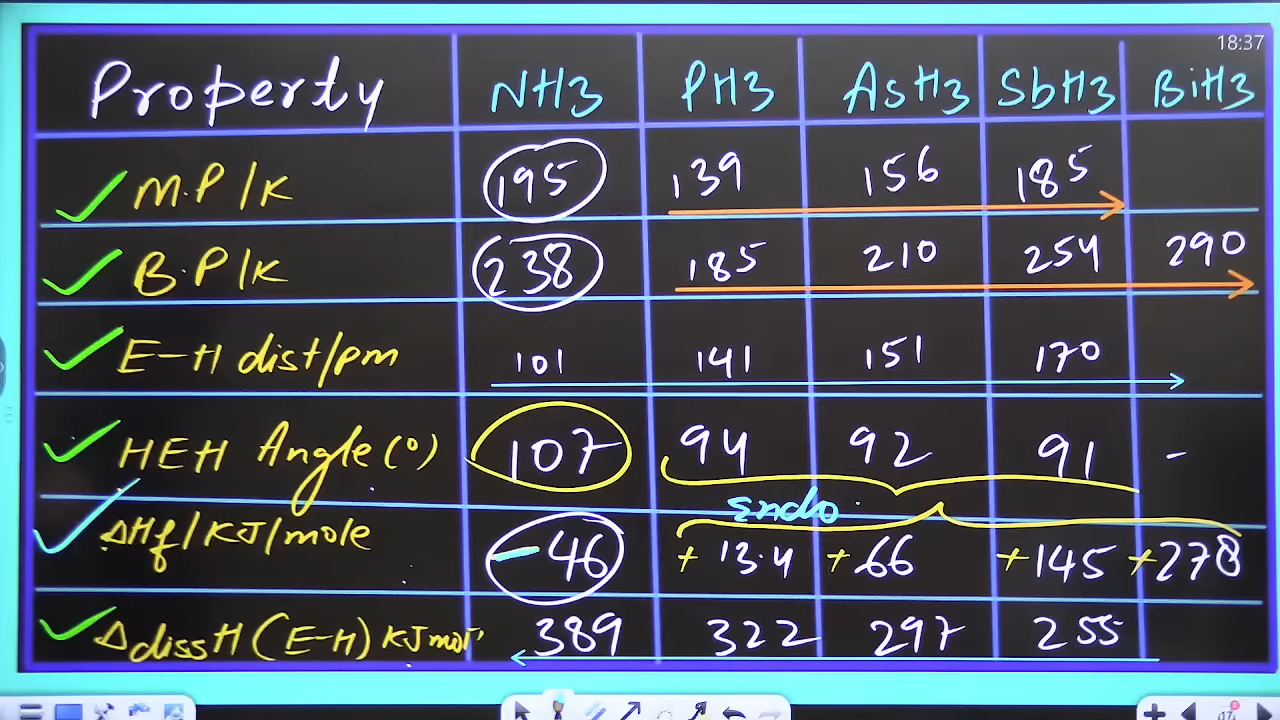 18:37
Property NH3 PH3 AsH3 SbH3 BiH3
M.P/K 195 139 156 185
B.P/K 238 185 210 254 290
E-H dist/pm 101 141 151 170
HEH Angle(°) 107 94 92 91 -
Endo
ΔHf/KJ/mole -46 +13.4 +66 +145 +278
ΔdissH (E-H) KJmol⁻¹ 389 322 297 255